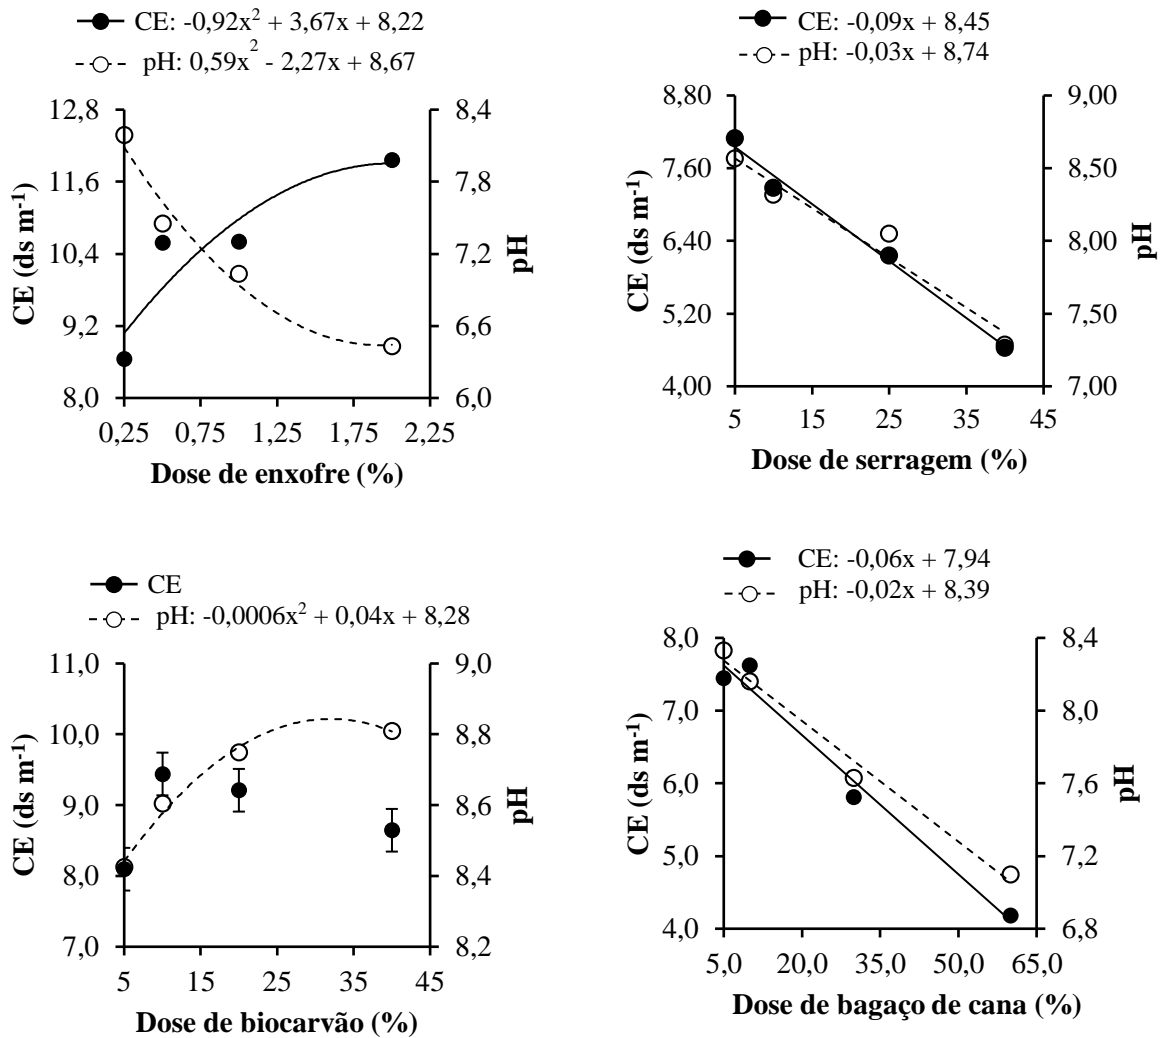 CE: -0,92x² + 3,67x + 8,22
pH: 0,59x² - 2,27x + 8,67
12,8
11,6
10,4
9,2
8,0
CE (ds m⁻¹)
8,4
7,8
7,2
6,6
6,0
pH
0,25 0,75 1,25 1,75 2,25
Dose de enxofre (%)
CE: -0,09x + 8,45
pH: -0,03x + 8,74
8,80
7,60
6,40
5,20
4,00
CE (ds m⁻¹)
9,00
8,50
8,00
7,50
7,00
pH
5 15 25 35 45
Dose de serragem (%)
CE
pH: -0,0006x² + 0,04x + 8,28
11,0
10,0
9,0
8,0
7,0
CE (ds m⁻¹)
9,0
8,8
8,6
8,4
8,2
pH
5 15 25 35 45
Dose de biocarvão (%)
CE: -0,06x + 7,94
pH: -0,02x + 8,39
8,0
7,0
6,0
5,0
4,0
CE (ds m⁻¹)
8,4
8,0
7,6
7,2
6,8
pH
5,0 20,0 35,0 50,0 65,0
Dose de bagaço de cana (%)